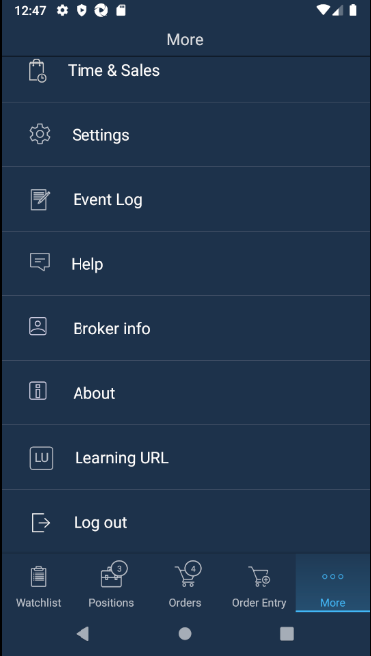 12:47
More
Time & Sales
Settings
Event Log
Help
Broker info
About
LU Learning URL
Log out
3 4
Watchlist Positions Orders Order Entry More